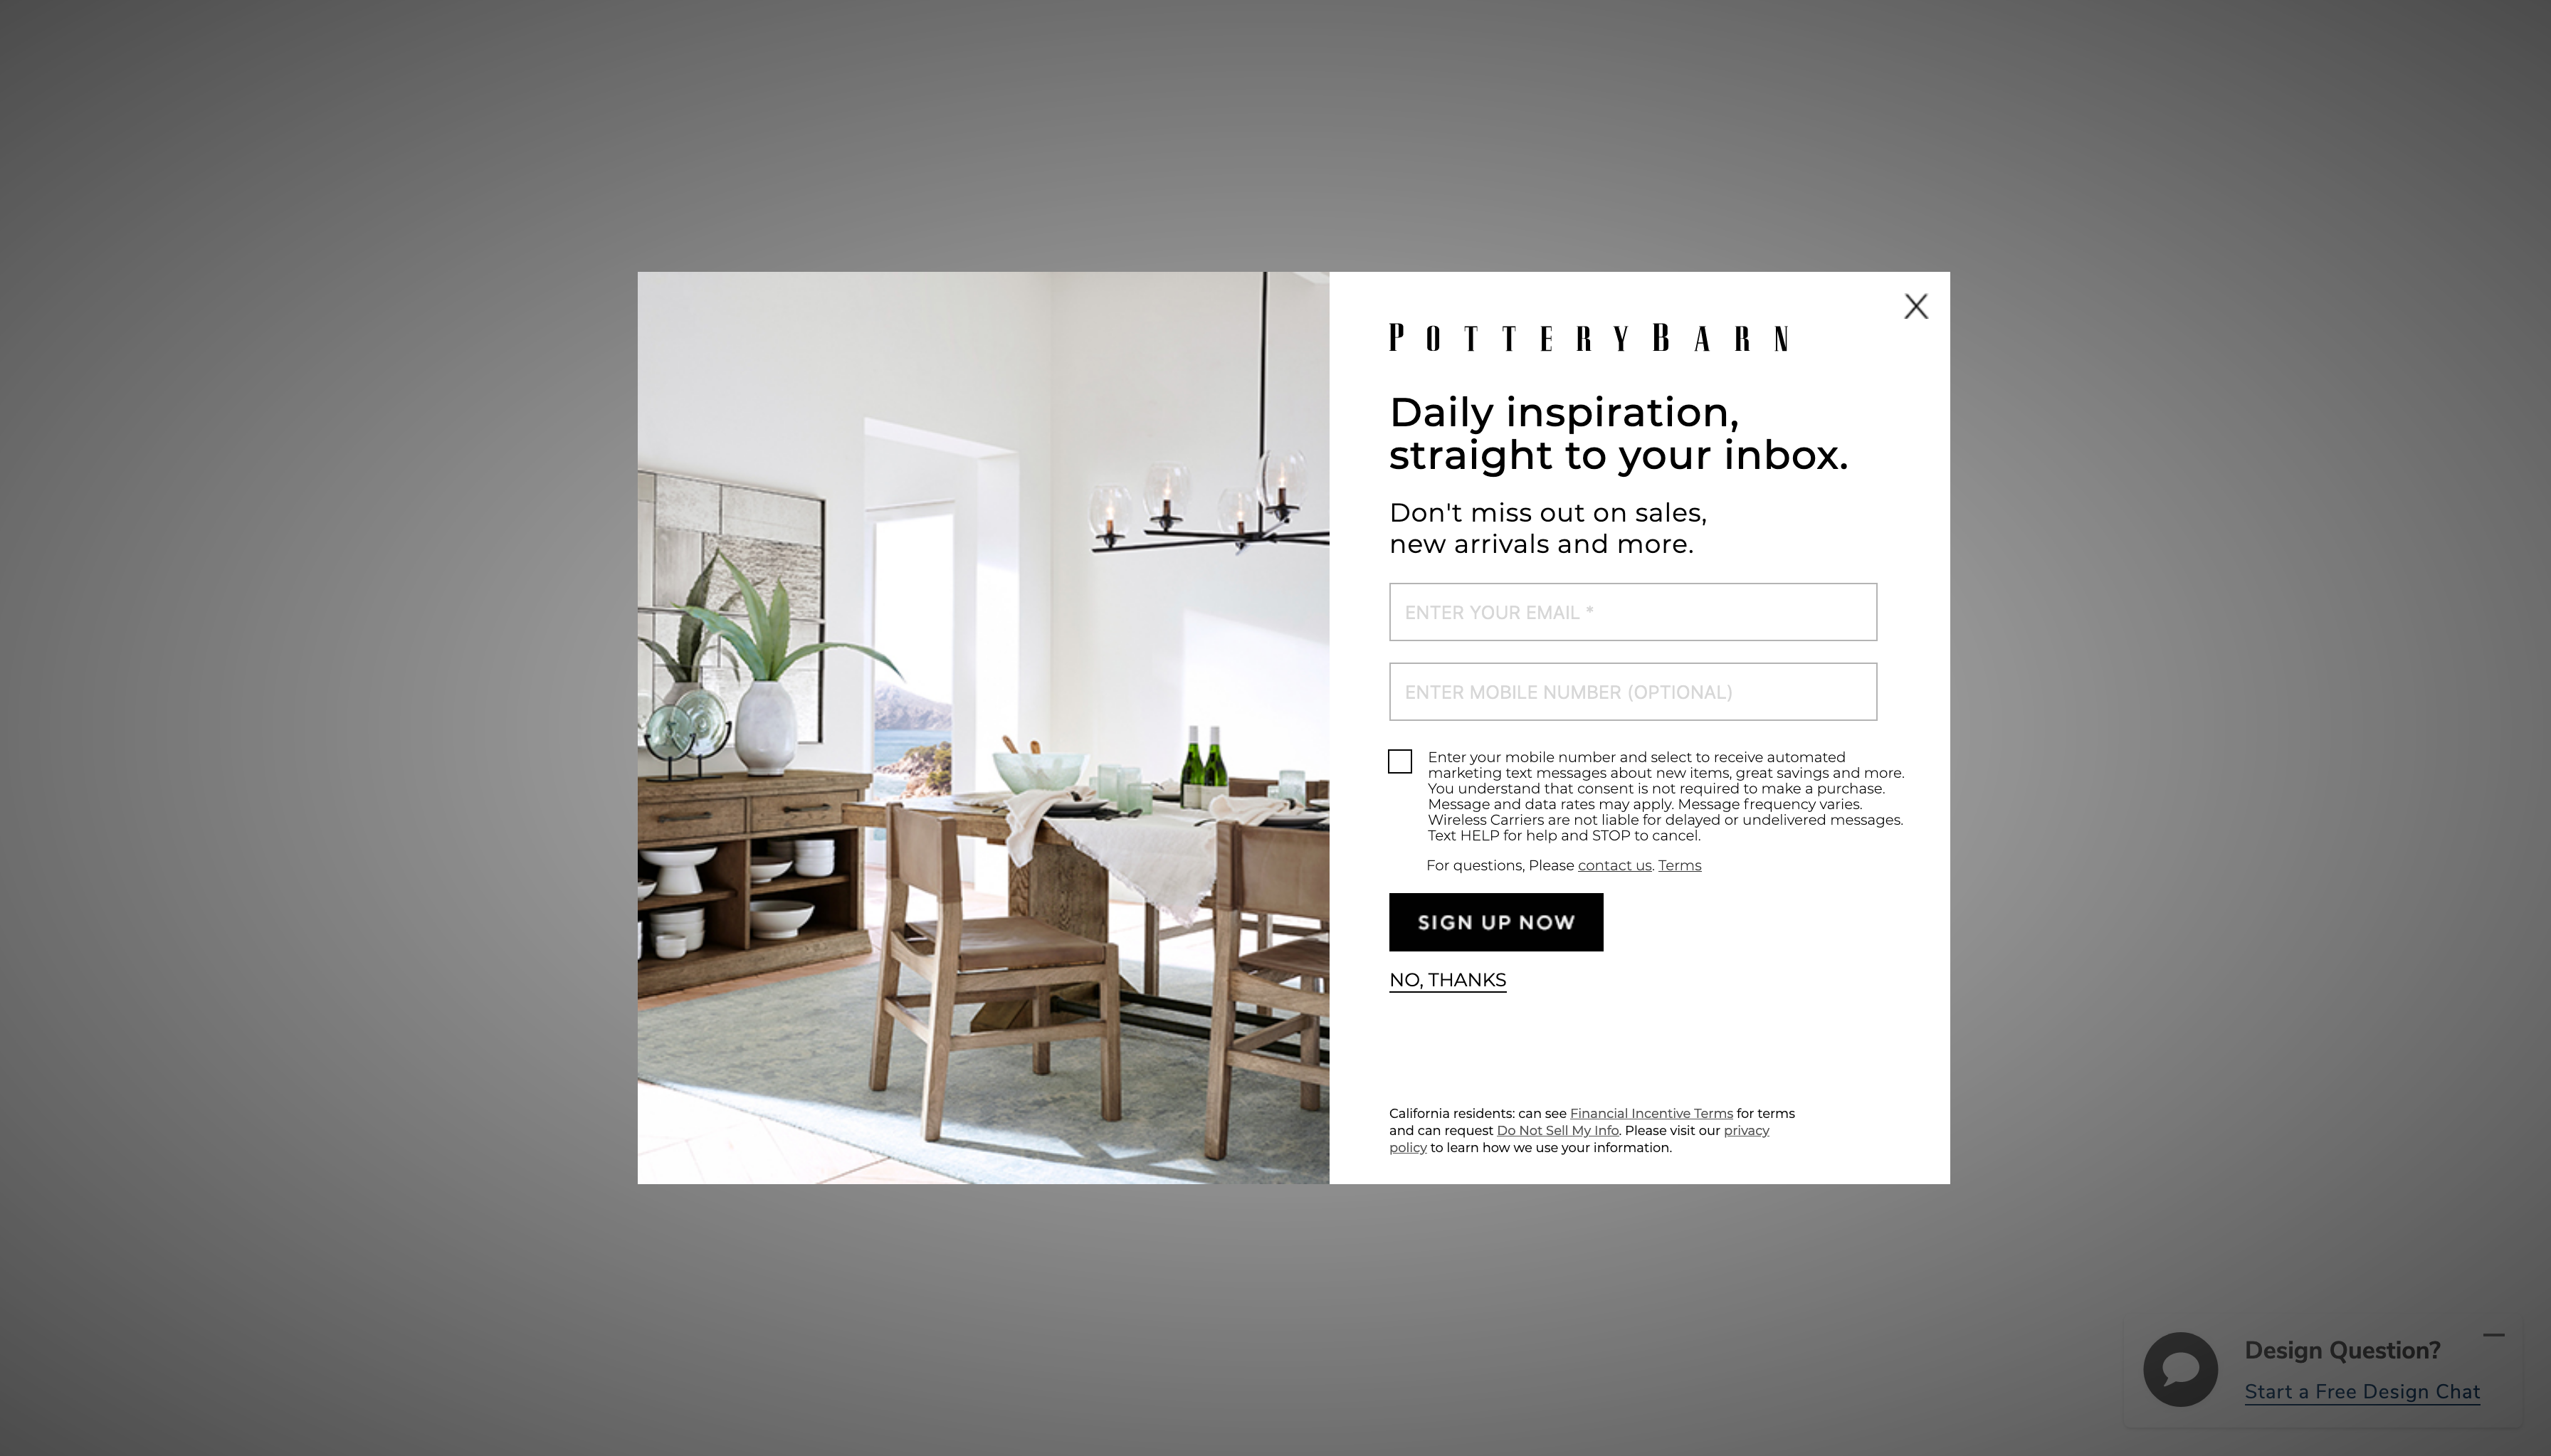 X
POTTERY BARN
Daily inspiration,
straight to your inbox.
Don't miss out on sales,
new arrivals and more.
ENTER YOUR EMAIL *
ENTER MOBILE NUMBER (OPTIONAL)
Enter your mobile number and select to receive automated
marketing text messages about new items, great savings and more.
You understand that consent is not required to make a purchase.
Message and data rates may apply. Message frequency varies.
Wireless Carriers are not liable for delayed or undelivered messages.
Text HELP for help and STOP to cancel.
For questions, Please contact us. Terms
SIGN UP NOW
NO, THANKS
California residents: can see Financial Incentive Terms for terms
and can request Do Not Sell My Info. Please visit our privacy
policy to learn how we use your information.
Design Question?
Start a Free Design Chat